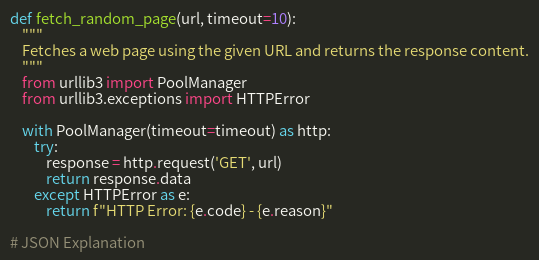 def fetch_random_page(url, timeout=10):
    """
    Fetches a web page using the given URL and returns the response content.
    """
    from urllib3 import PoolManager
    from urllib3.exceptions import HTTPError

    with PoolManager(timeout=timeout) as http:
        try:
            response = http.request('GET', url)
            return response.data
        except HTTPError as e:
            return f"HTTP Error: {e.code} - {e.reason}"

# JSON Explanation